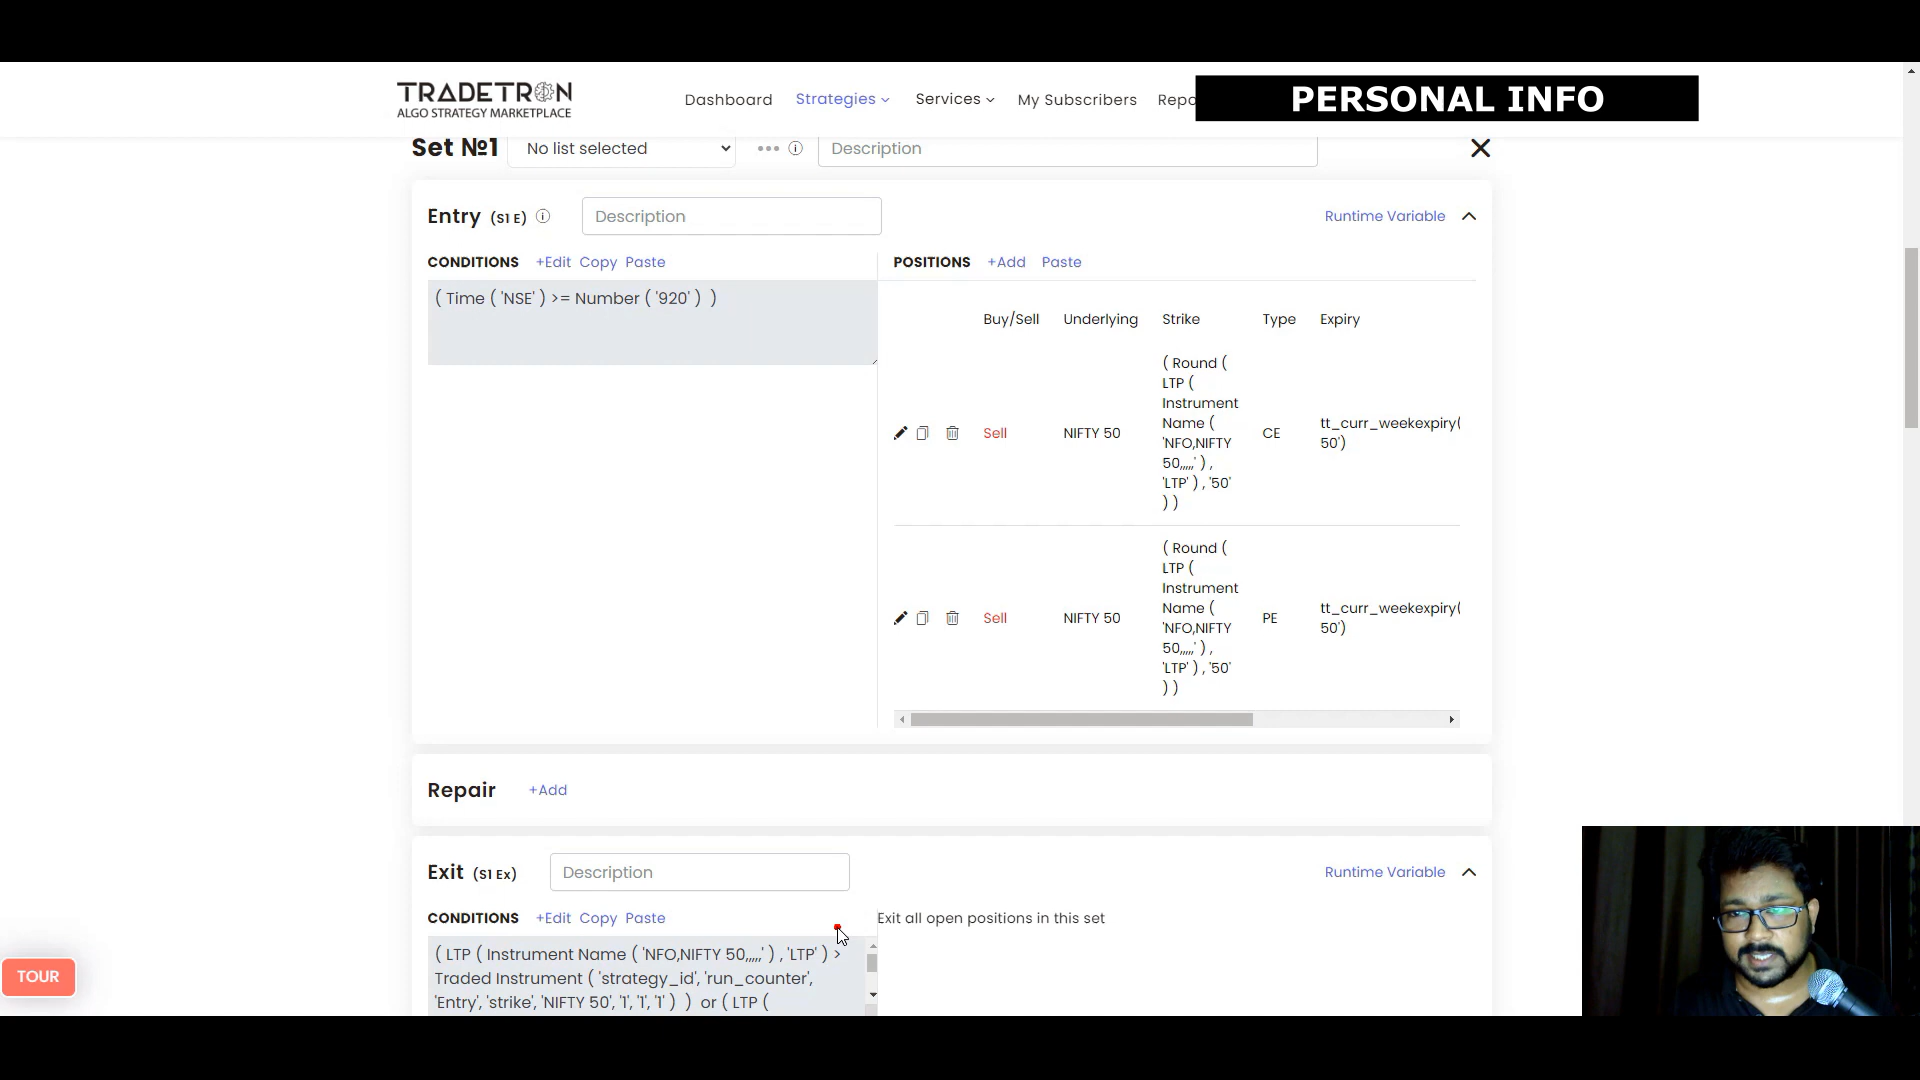 TRADETRON
ALGO STRATEGY MARKETPLACE
Dashboard
Strategies
Services
My Subscribers
Repo
PERSONAL INFO
Set №1
No list selected
Description
Entry (S1 E)
Description
Runtime Variable
CONDITIONS
+Edit
Copy
Paste
( Time ( 'NSE' ) >= Number ( '920' ) )
POSITIONS
+Add
Paste
Buy/Sell
Underlying
Strike
Type
Expiry
Sell
NIFTY 50
( Round (
LTP (
Instrument
Name (
'NFO,NIFTY
50,,,,,' ) ,
'LTP' ) , '50'
) )
CE
tt_curr_weekexpiry(
50')
Sell
NIFTY 50
( Round (
LTP (
Instrument
Name (
'NFO,NIFTY
50,,,,,' ) ,
'LTP' ) , '50'
) )
PE
tt_curr_weekexpiry(
50')
Repair
+Add
Exit (S1 Ex)
Description
Runtime Variable
CONDITIONS
+Edit
Copy
Paste
Exit all open positions in this set
( LTP ( Instrument Name ( 'NFO,NIFTY 50,,,,,' ) , 'LTP' ) >
Traded Instrument ( 'strategy_id', 'run_counter',
'Entry', 'strike', 'NIFTY 50', '1', '1', '1' ) ) or ( LTP (
TOUR